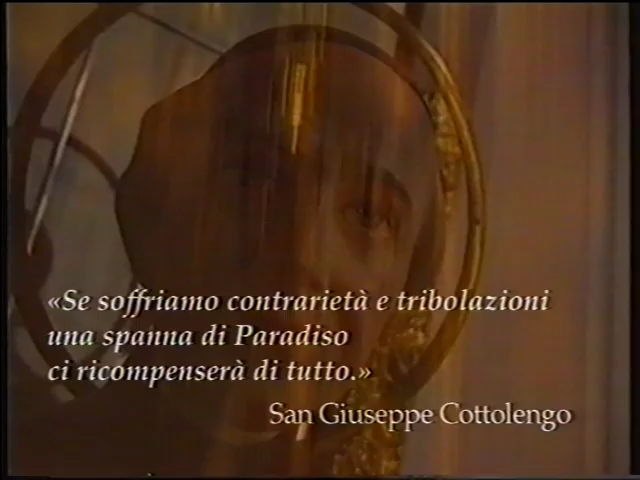 «Se soffriamo contrarietà e tribolazioni
una spanna di Paradiso
ci ricompenserà di tutto.»
San Giuseppe Cottolengo